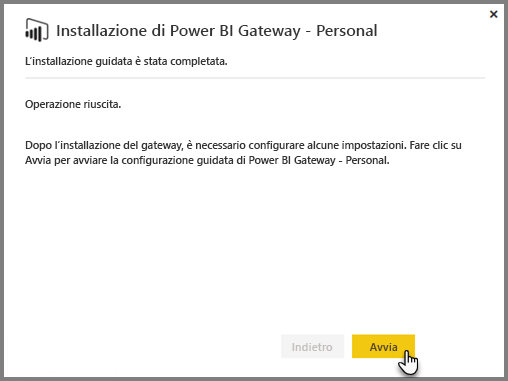 Installazione di Power BI Gateway - Personal
L'installazione guidata è stata completata.
Operazione riuscita.
Dopo l'installazione del gateway, è necessario configurare alcune impostazioni. Fare clic su
Avvia per avviare la configurazione guidata di Power BI Gateway - Personal.
Indietro Avvia